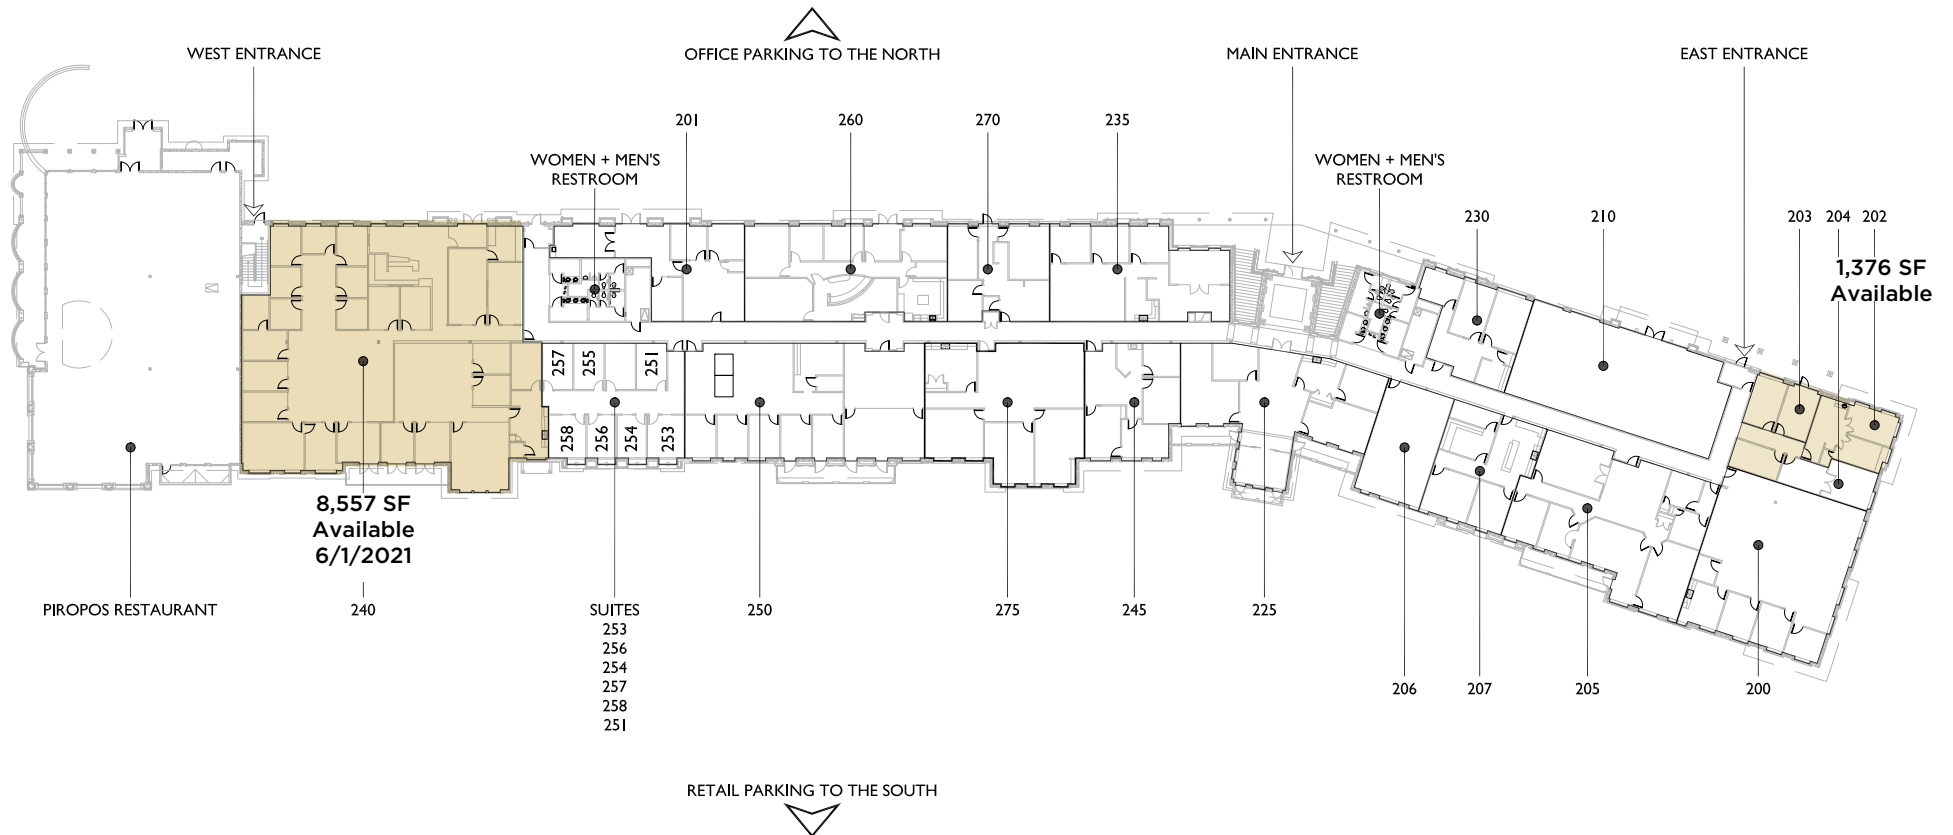 OFFICE PARKING TO THE NORTH
WEST ENTRANCE
MAIN ENTRANCE
EAST ENTRANCE
201
260
270
235
WOMEN + MEN'S
RESTROOM
WOMEN + MEN'S
RESTROOM
230
210
203
204
202
1,376 SF
Available
257
255
251
258
256
254
253
8,557 SF
Available
6/1/2021
PIROPOS RESTAURANT
240
SUITES
253
256
254
257
258
251
250
275
245
225
206
207
205
200
RETAIL PARKING TO THE SOUTH